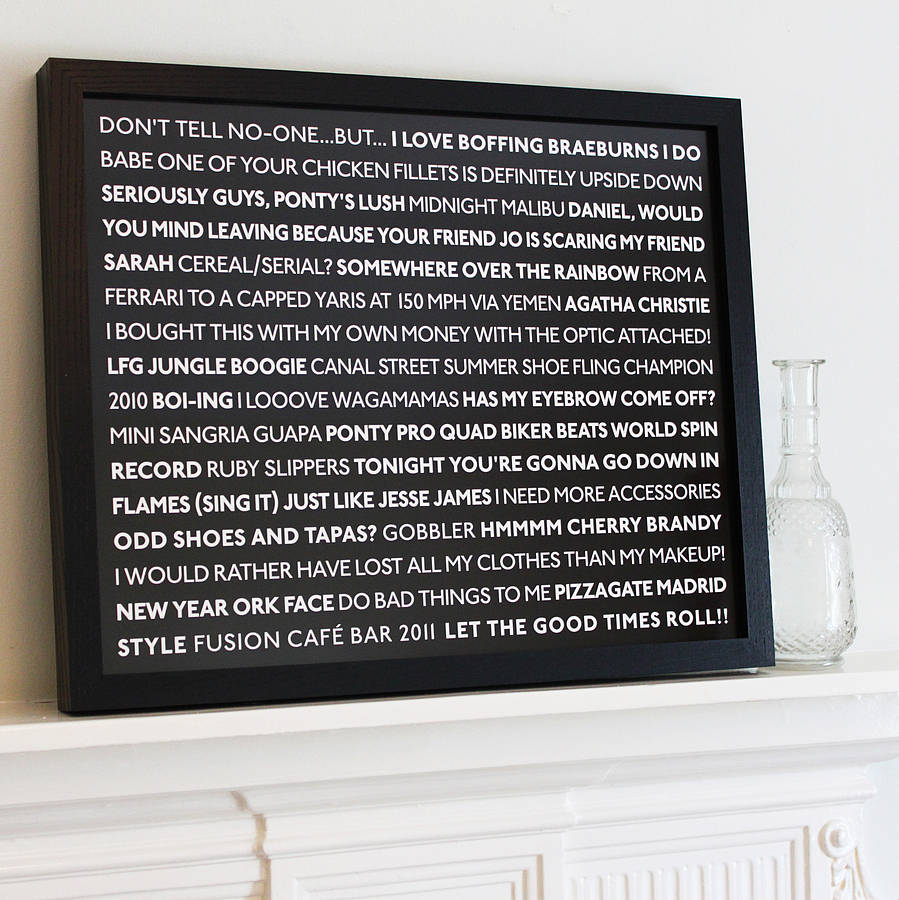 DON'T TELL NO-ONE...BUT... I LOVE BOFFING BRAEBURNS I DO
BABE ONE OF YOUR CHICKEN FILLETS IS DEFINITELY UPSIDE DOWN
SERIOUSLY GUYS, PONTY'S LUSH MIDNIGHT MALIBU DANIEL, WOULD
YOU MIND LEAVING BECAUSE YOUR FRIEND JO IS SCARING MY FRIEND
SARAH CEREAL/SERIAL? SOMEWHERE OVER THE RAINBOW FROM A
FERRARI TO A CAPPED YARIS AT 150 MPH VIA YEMEN AGATHA CHRISTIE
I BOUGHT THIS WITH MY OWN MONEY WITH THE OPTIC ATTACHED!
LFG JUNGLE BOOGIE CANAL STREET SUMMER SHOE FLING CHAMPION
2010 BOI-ING I LOOOVE WAGAMAMAS HAS MY EYEBROW COME OFF?
MINI SANGRIA GUAPA PONTY PRO QUAD BIKER BEATS WORLD SPIN
RECORD RUBY SLIPPERS TONIGHT YOU'RE GONNA GO DOWN IN
FLAMES (SING IT) JUST LIKE JESSE JAMES I NEED MORE ACCESSORIES
ODD SHOES AND TAPAS? GOBBLER HMMMM CHERRY BRANDY
I WOULD RATHER HAVE LOST ALL MY CLOTHES THAN MY MAKEUP!
NEW YEAR ORK FACE DO BAD THINGS TO ME PIZZAGATE MADRID
STYLE FUSION CAFÉ BAR 2011 LET THE GOOD TIMES ROLL!!